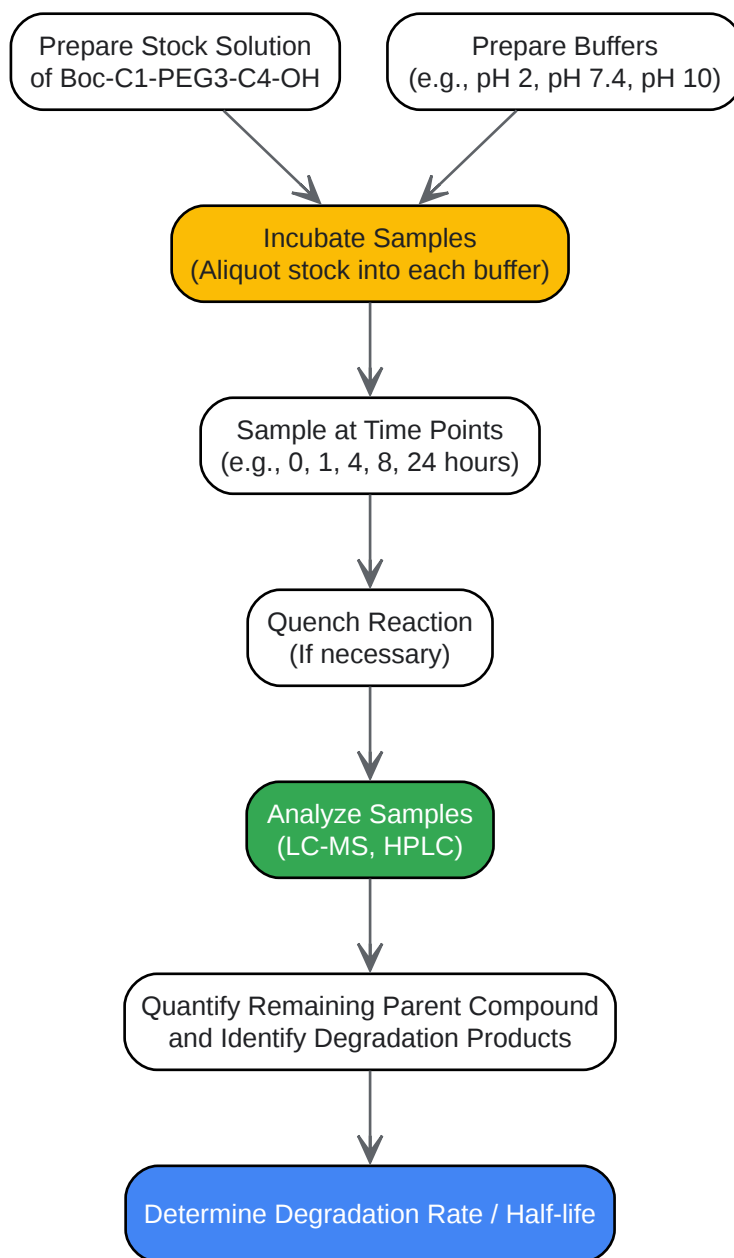 Prepare Stock Solution
of Boc-C1-PEG3-C4-OH
Prepare Buffers
(e.g., pH 2, pH 7.4, pH 10)
Incubate Samples
(Aliquot stock into each buffer)
Sample at Time Points
(e.g., 0, 1, 4, 8, 24 hours)
Quench Reaction
(If necessary)
Analyze Samples
(LC-MS, HPLC)
Quantify Remaining Parent Compound
and Identify Degradation Products
Determine Degradation Rate / Half-life